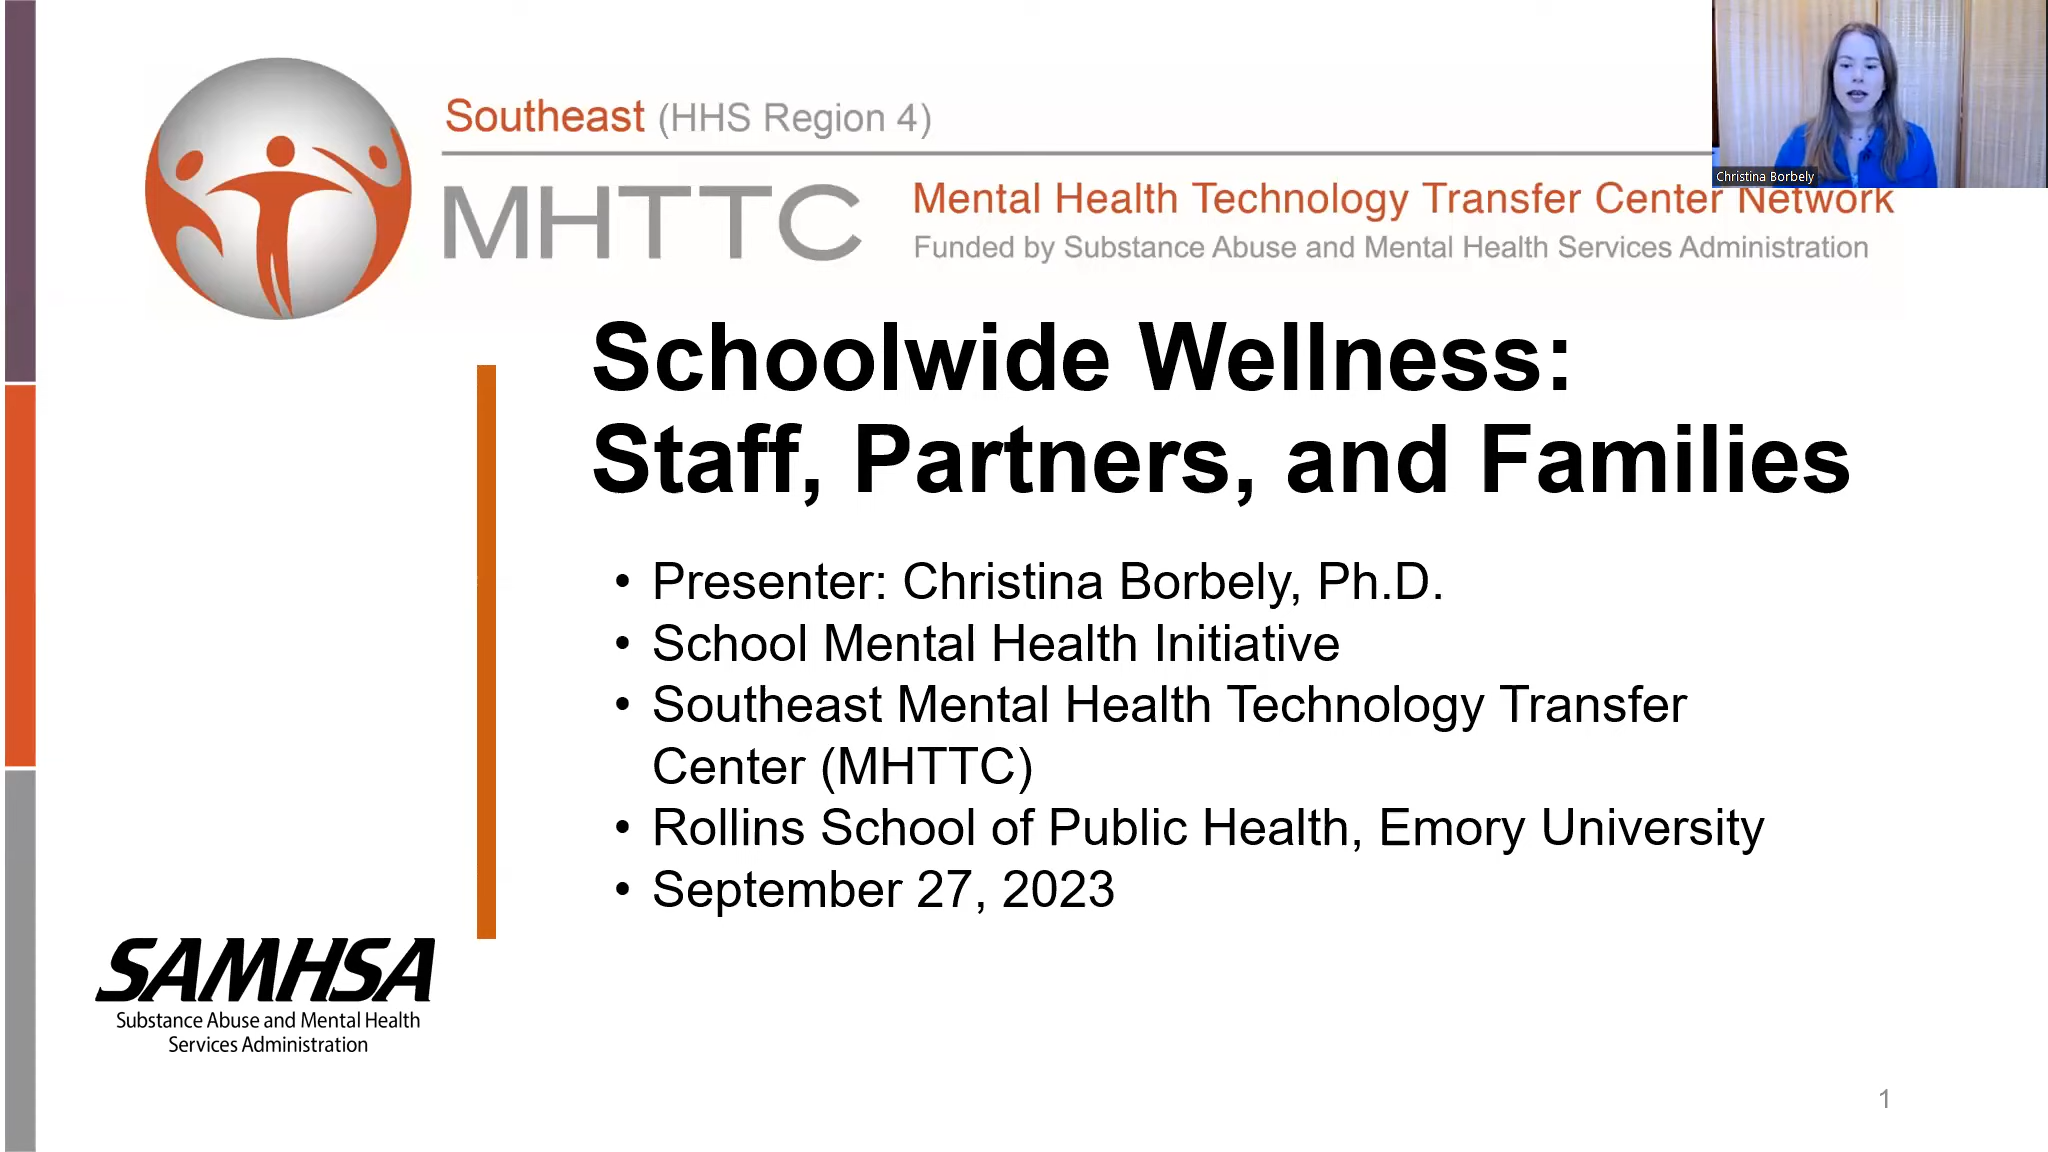 Southeast (HHS Region 4)
MHTTC
Mental Health Technology Transfer Center Network
Funded by Substance Abuse and Mental Health Services Administration
Christina Borbely
Schoolwide Wellness:
Staff, Partners, and Families
• Presenter: Christina Borbely, Ph.D.
• School Mental Health Initiative
• Southeast Mental Health Technology Transfer
Center (MHTTC)
• Rollins School of Public Health, Emory University
• September 27, 2023
SAMHSA
Substance Abuse and Mental Health
Services Administration
1